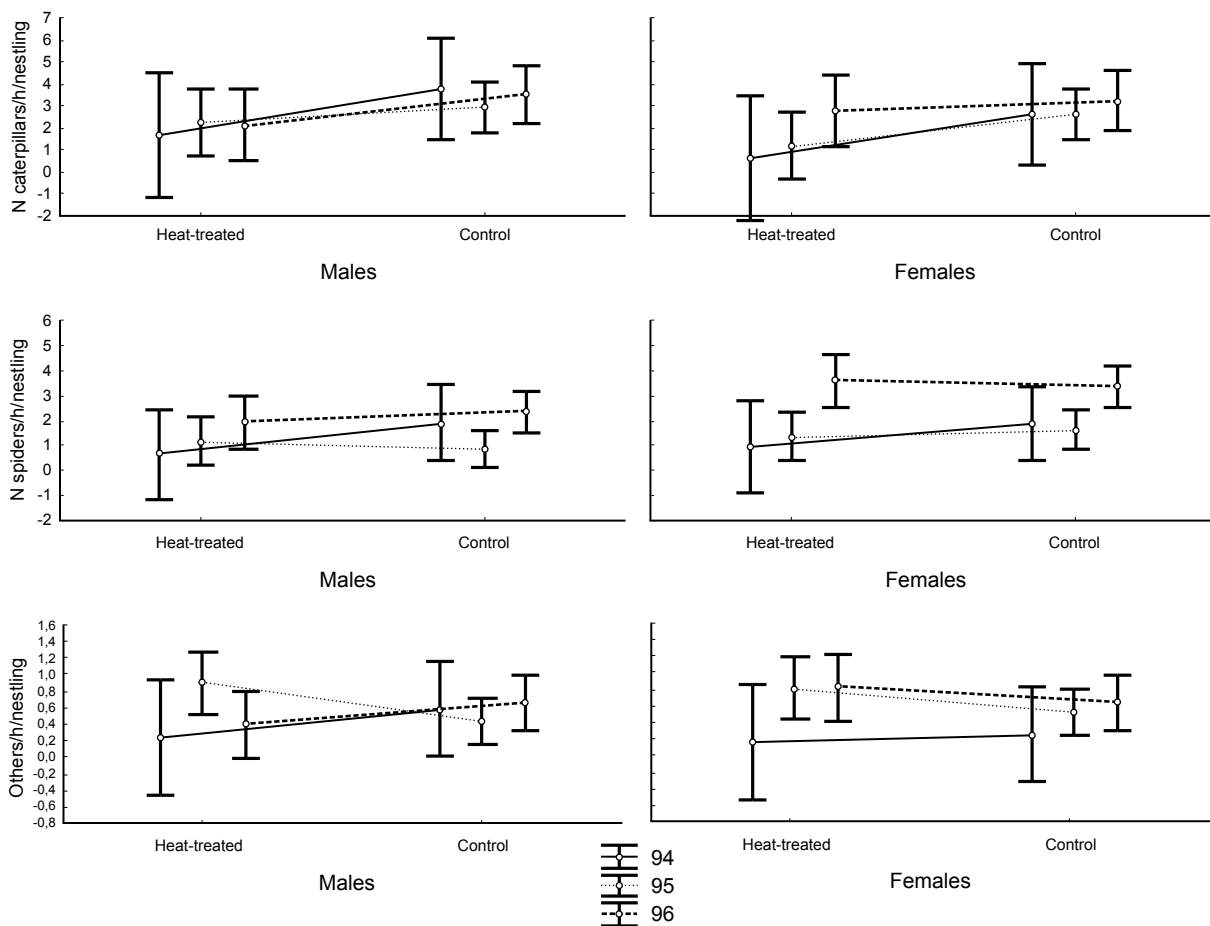 N caterpillars/h/nestling
7
6
5
4
3
2
1
0
-1
-2
Heat-treated
Control
Males
Heat-treated
Control
Females
N spiders/h/nestling
6
5
4
3
2
1
0
-1
-2
Heat-treated
Control
Males
Heat-treated
Control
Females
Others/h/nestling
1,6
1,4
1,2
1,0
0,8
0,6
0,4
0,2
0,0
-0,2
-0,4
-0,6
-0,8
Heat-treated
Control
Males
Heat-treated
Control
Females
94
95
96